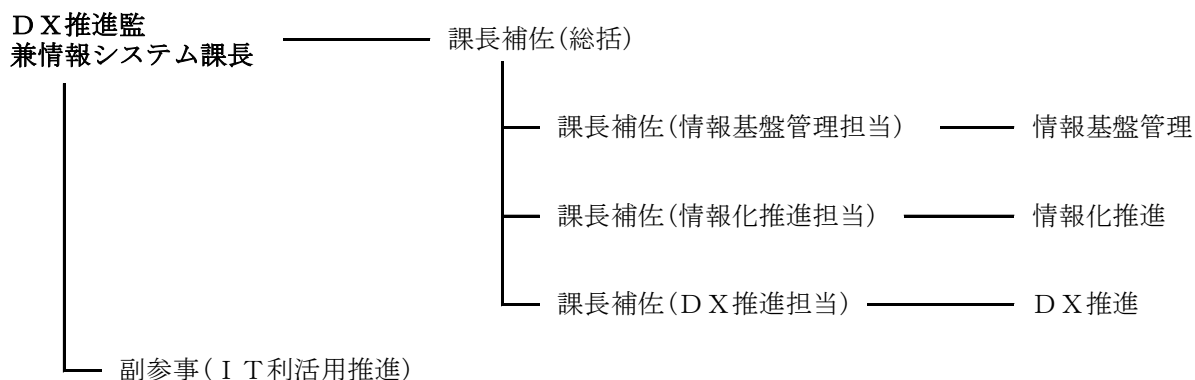 ＤＸ推進監
兼情報システム課長
課長補佐（総括）
課長補佐（情報基盤管理担当）
情報基盤管理
課長補佐（情報化推進担当）
情報化推進
課長補佐（ＤＸ推進担当）
ＤＸ推進
副参事（ＩＴ利活用推進）